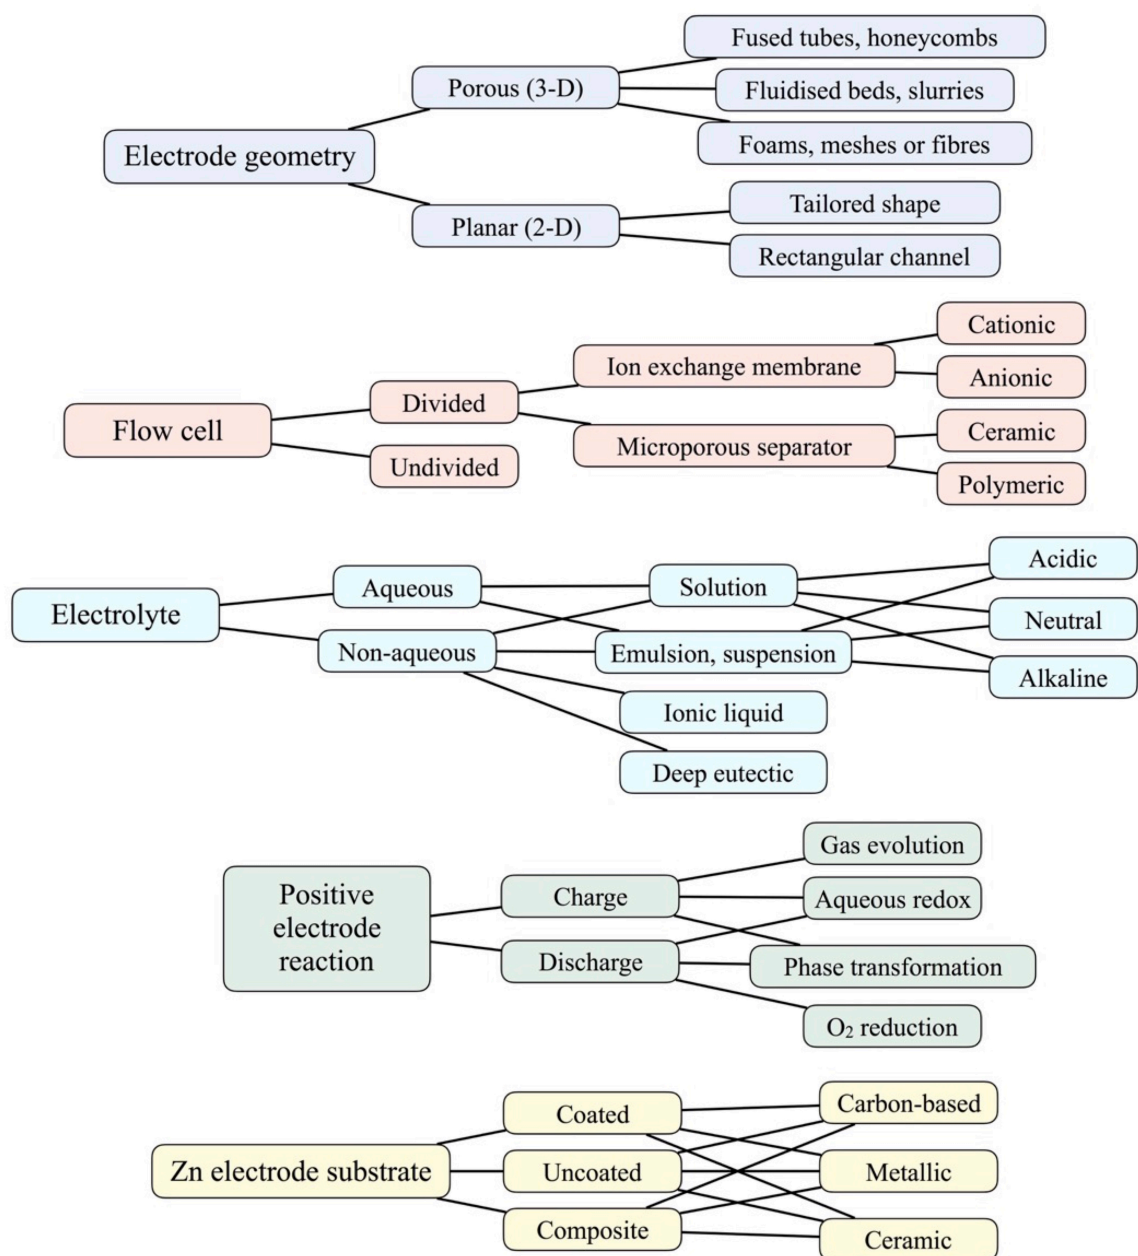 Fused tubes, honeycombs
Porous (3-D)
Fluidised beds, slurries
Foams, meshes or fibres
Electrode geometry
Tailored shape
Planar (2-D)
Rectangular channel
Cationic
Ion exchange membrane
Anionic
Divided
Flow cell
Ceramic
Microporous separator
Undivided
Polymeric
Acidic
Aqueous
Solution
Electrolyte
Neutral
Non-aqueous
Emulsion, suspension
Alkaline
Ionic liquid
Deep eutectic
Gas evolution
Positive
electrode
reaction
Charge
Aqueous redox
Discharge
Phase transformation
O₂ reduction
Coated
Carbon-based
Zn electrode substrate
Uncoated
Metallic
Composite
Ceramic